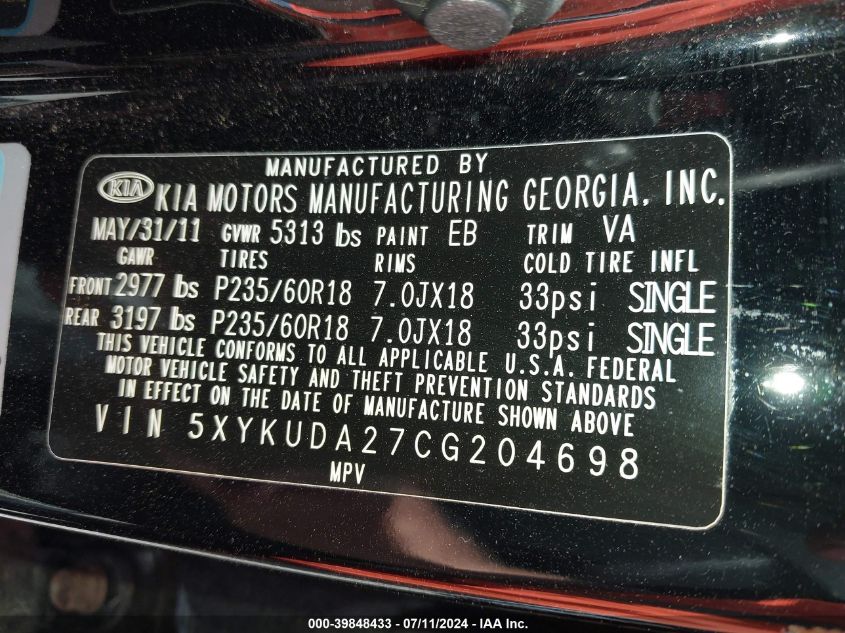 MANUFACTURED BY
KIA KIA MOTORS MANUFACTURING GEORGIA, INC.
MAY/31/11 GVWR 5313 lbs PAINT EB TRIM VA
GAWR TIRES RIMS COLD TIRE INFL
FRONT 2977 lbs P235/60R18 7.0JX18 33psi SINGLE
REAR 3197 lbs P235/60R18 7.0JX18 33psi SINGLE
THIS VEHICLE CONFORMS TO ALL APPLICABLE U.S.A. FEDERAL
MOTOR VEHICLE SAFETY AND THEFT PREVENTION STANDARDS
IN EFFECT ON THE DATE OF MANUFACTURE SHOWN ABOVE
VIN 5XYKUDA27CG204698
MPV
000-39848433 - 07/11/2024 - IAA Inc.